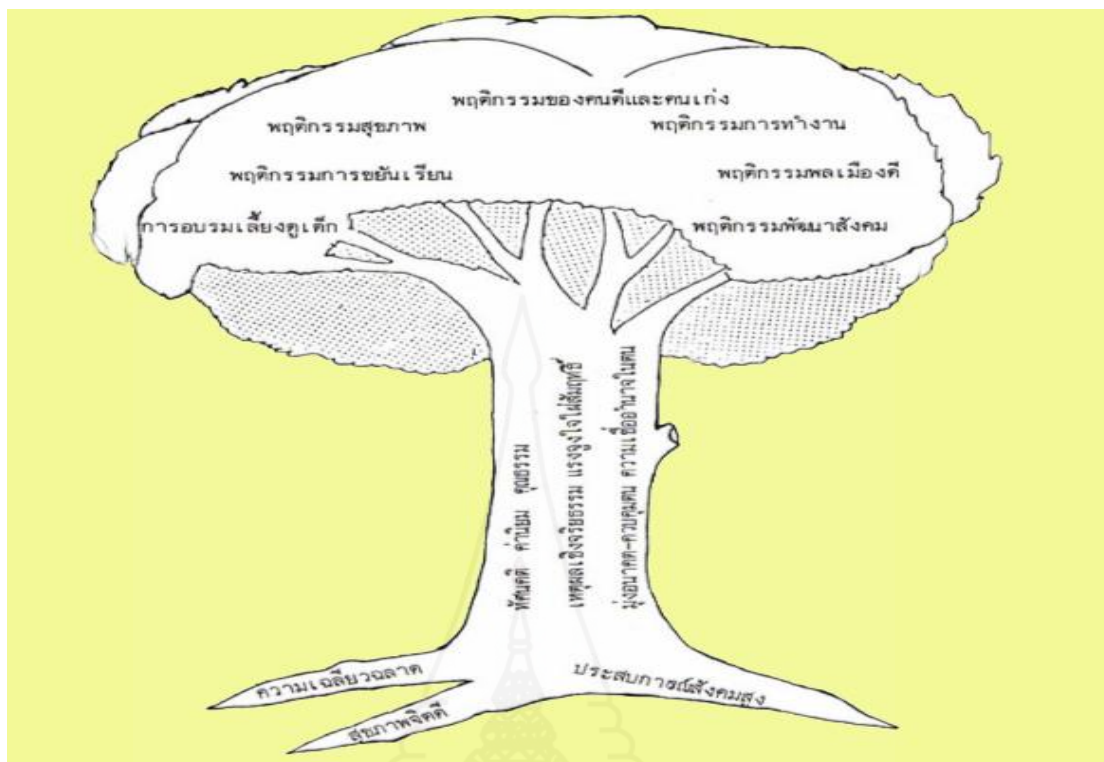 พฤติกรรมของคนดีและคนเก่ง
พฤติกรรมสุขภาพ
พฤติกรรมการทำงาน
พฤติกรรมการขยันเรียน
พฤติกรรมพลเมืองดี
การอบรมเลี้ยงดูเด็ก
พฤติกรรมพัฒนาสังคม
ทัศนคติ ค่านิยม คุณธรรม
เหตุผลเชิงจริยธรรม แรงจูงใจใฝ่สัมฤทธิ์
มุ่งอนาคต-ควบคุมตน ความเชื่ออำนาจในตน
ความเฉลียวฉลาด
ประสบการณ์สังคมสูง
สุขภาพจิตดี